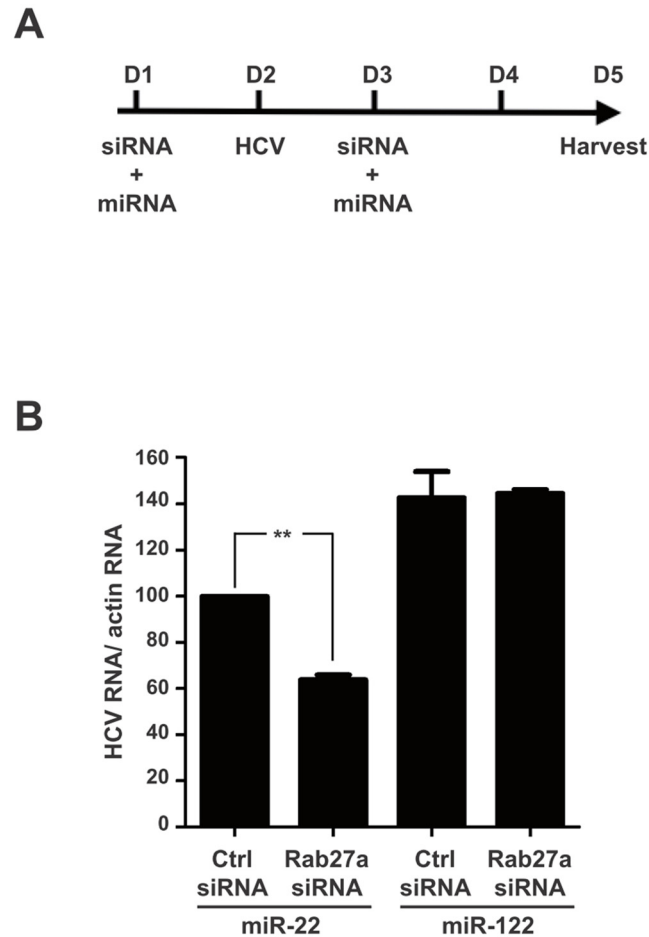 A
D1 D2 D3 D4 D5
siRNA HCV siRNA Harvest
+ +
miRNA miRNA
B
HCV RNA/ actin RNA
160
140
120
100
80
60
40
20
0
**
Ctrl Rab27a Ctrl Rab27a
siRNA siRNA siRNA siRNA
miR-22 miR-122